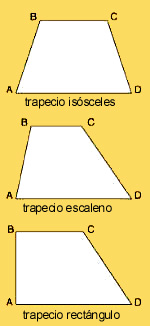 B C
A D
trapecio isósceles
B C
A D
trapecio escaleno
B C
A D
trapecio rectángulo